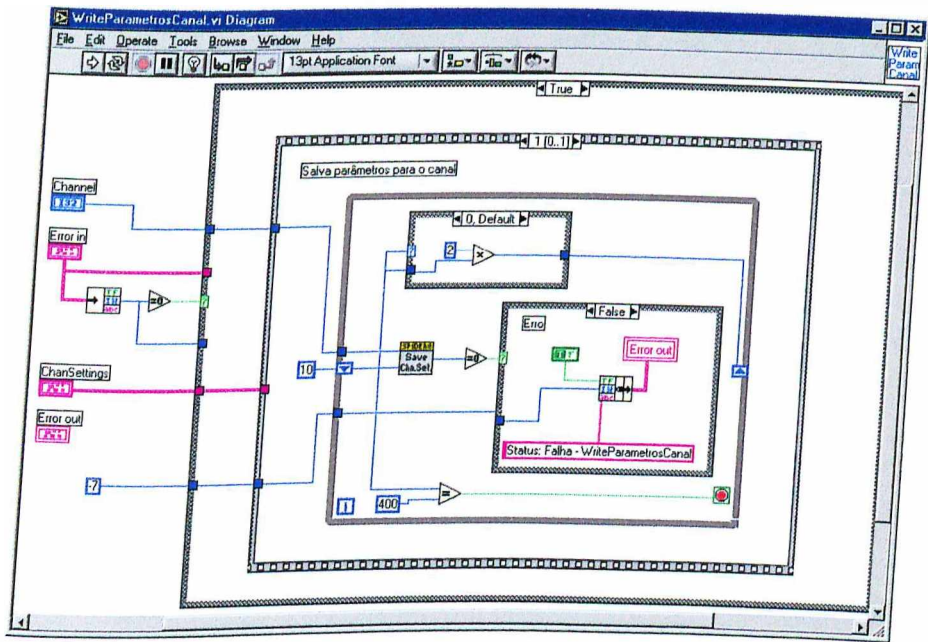 WriteParametrosCanal.vi Diagram
File Edit Operate Tools Browse Window Help
13pt Application Font
Write
Param
Canal
True
1 [0..1]
Salva parâmetros para o canal
Channel
I32
0, Default
Error in
2
x
=0
False
Erro
Error out
Save
Cha.Set.
=0
10
ChanSettings
Error out
Status: Falha - WriteParametrosCanal
-7
i
400
=